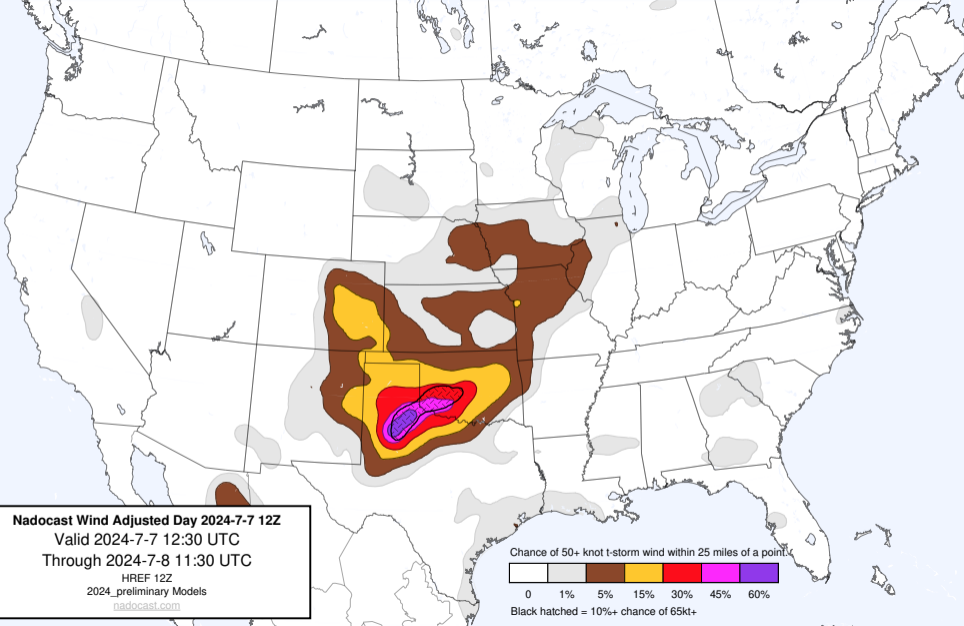 Nadocast Wind Adjusted Day 2024-7-7 12Z
Valid 2024-7-7 12:30 UTC
Through 2024-7-8 11:30 UTC
HREF 12Z
2024_preliminary Models
nadocast.com
Chance of 50+ knot t-storm wind within 25 miles of a point.
0 1% 5% 15% 30% 45% 60%
Black hatched = 10%+ chance of 65kt+